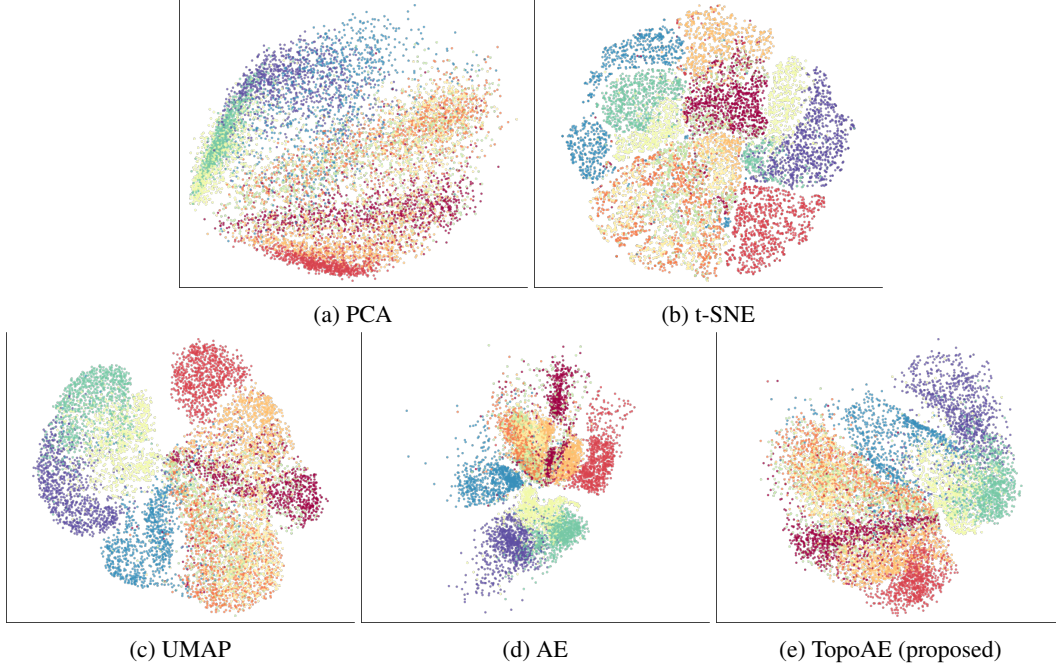 (a) PCA
(b) t-SNE
(c) UMAP
(d) AE
(e) TopoAE (proposed)